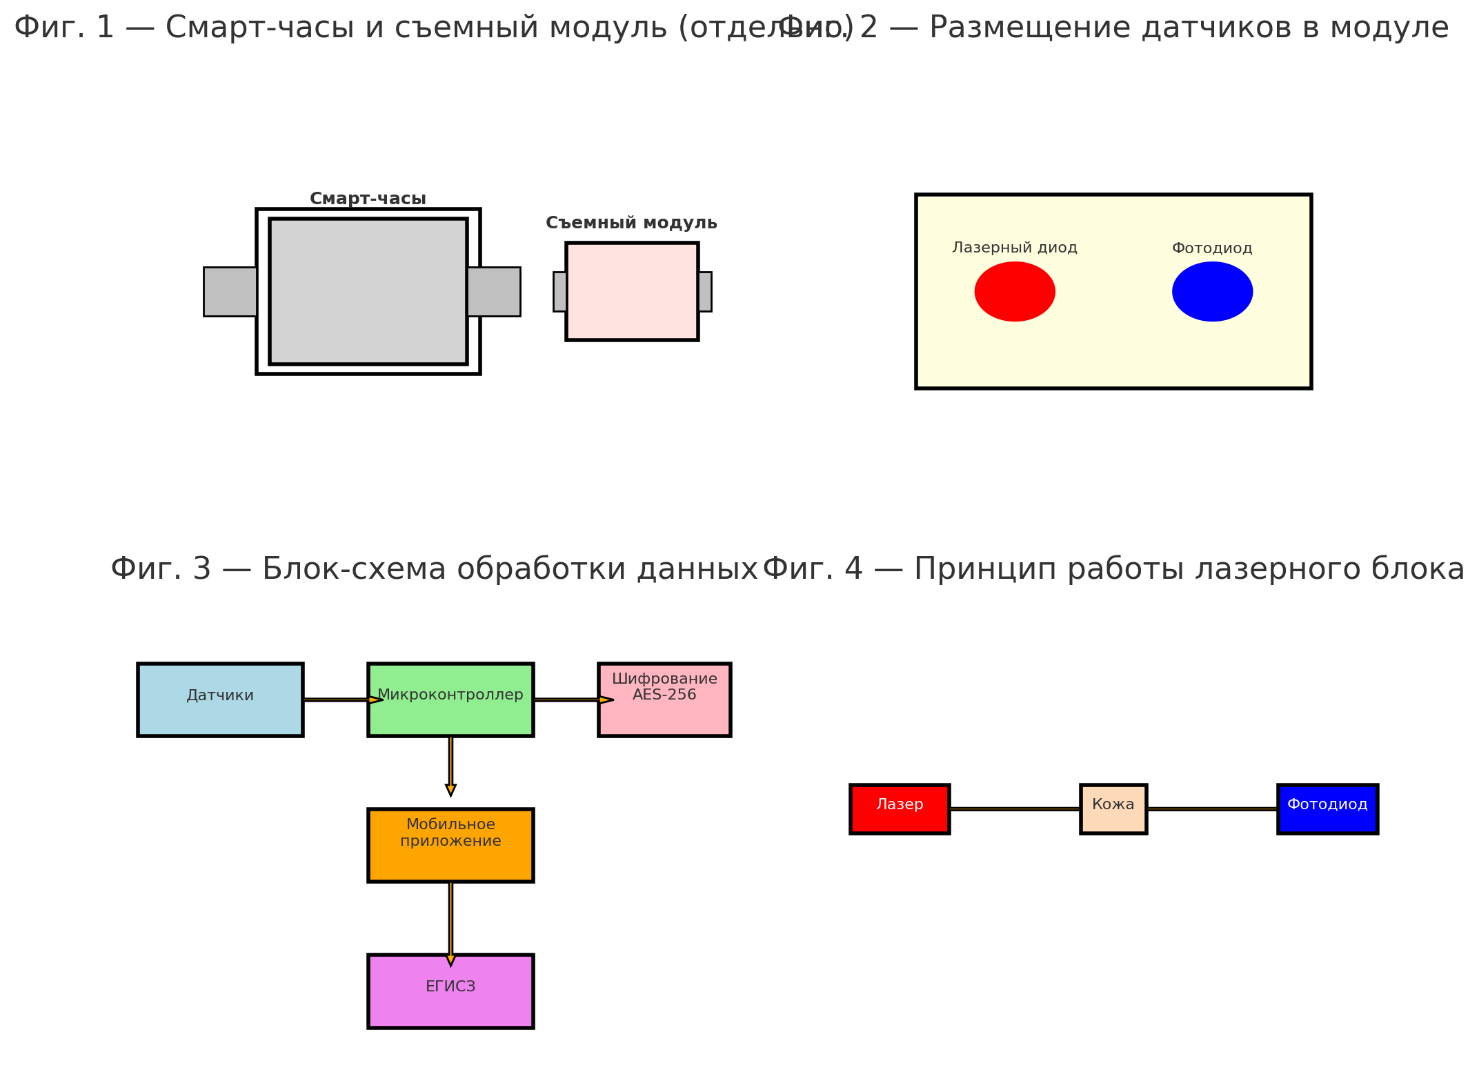 Фиг. 1 — Смарт-часы и съемный модуль (отдельно)
Фиг. 2 — Размещение датчиков в модуле
Смарт-часы
Съемный модуль
Лазерный диод
Фотодиод
Фиг. 3 — Блок-схема обработки данных
Фиг. 4 — Принцип работы лазерного блока
Датчики
Микроконтроллер
Шифрование
AES-256
Мобильное
приложение
ЕГИСЗ
Лазер
Кожа
Фотодиод